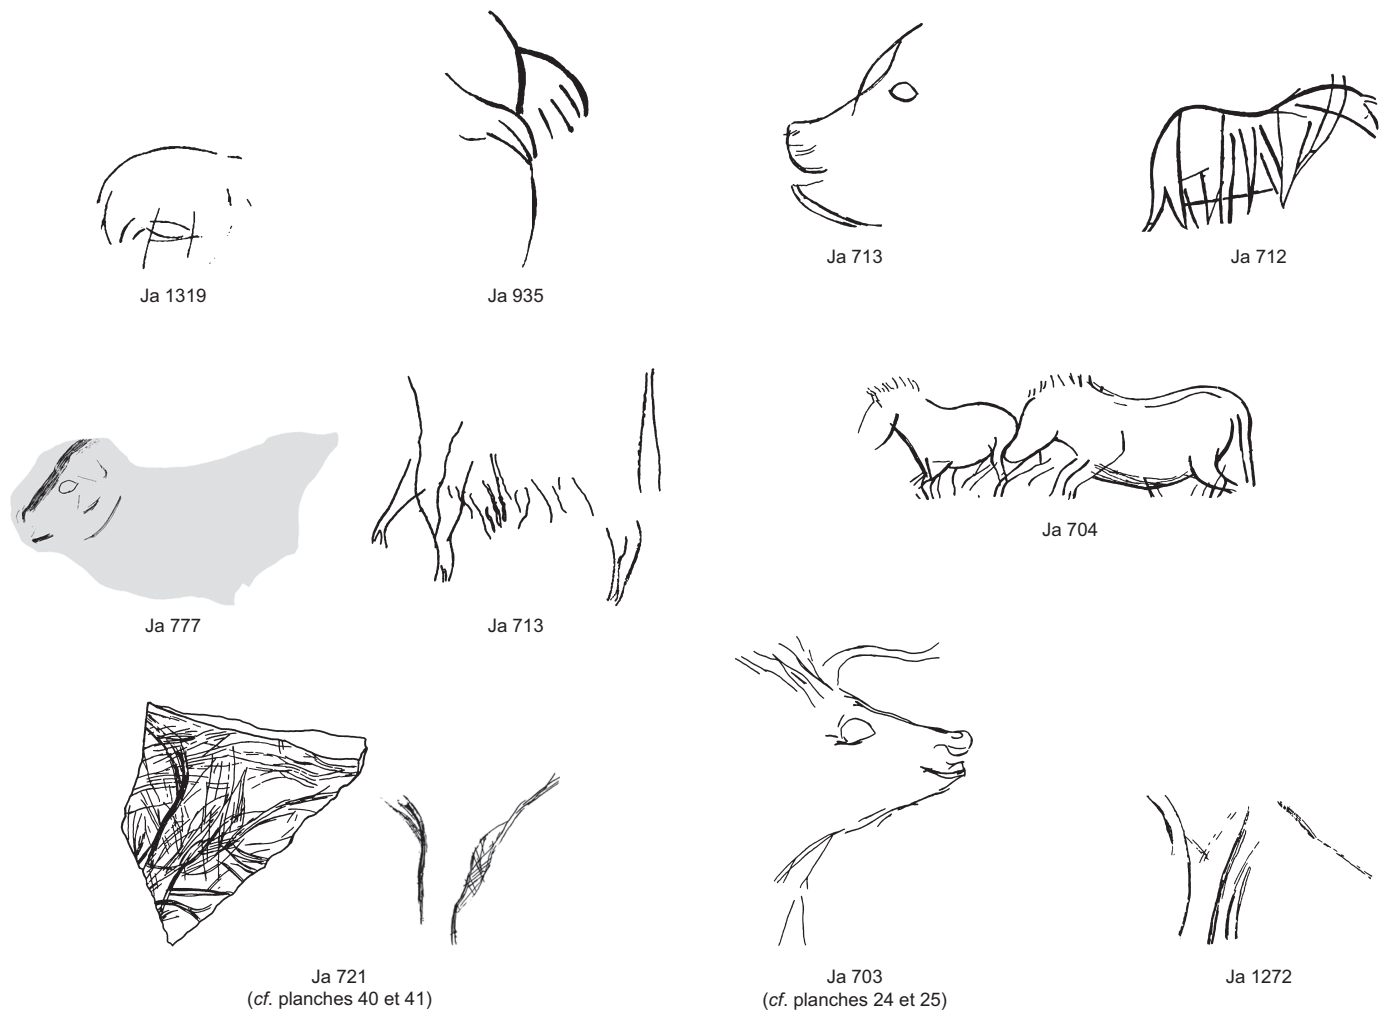 Ja 1319
Ja 935
Ja 713
Ja 712
Ja 777
Ja 713
Ja 704
Ja 721
(cf. planches 40 et 41)
Ja 703
(cf. planches 24 et 25)
Ja 1272